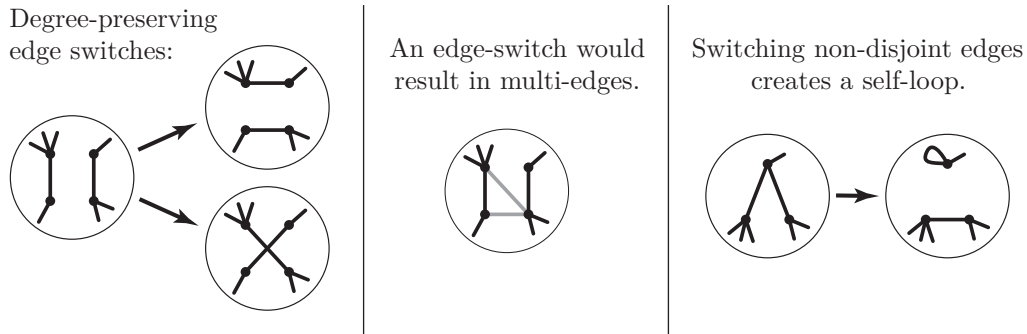 Degree-preserving
edge switches:
An edge-switch would
result in multi-edges.
Switching non-disjoint edges
creates a self-loop.